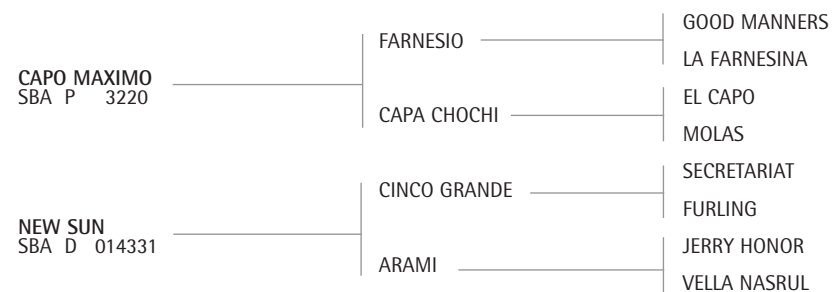 CAPO MAXIMO
SBA P 3220
FARNESIO
GOOD MANNERS
LA FARNESINA
CAPA CHOCHI
EL CAPO
MOLAS
NEW SUN
SBA D 014331
CINCO GRANDE
SECRETARIAT
FURLING
ARAMI
JERRY HONOR
VELLA NASRUL